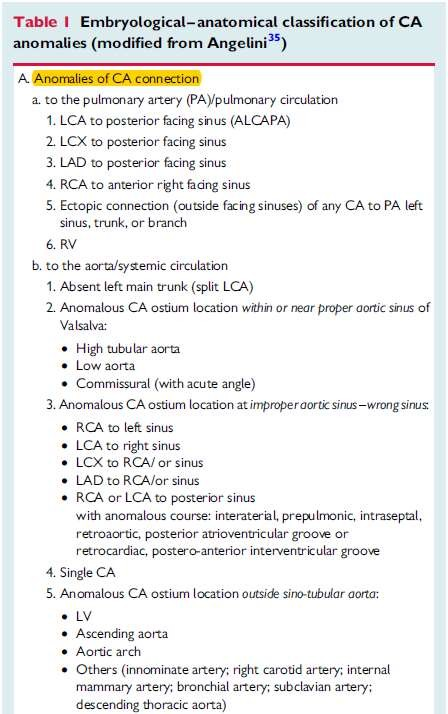 Table 1 Embryological–anatomical classification of CA
anomalies (modified from Angelini35)
A. Anomalies of CA connection
a. to the pulmonary artery (PA)/pulmonary circulation
1. LCA to posterior facing sinus (ALCAPA)
2. LCX to posterior facing sinus
3. LAD to posterior facing sinus
4. RCA to anterior right facing sinus
5. Ectopic connection (outside facing sinuses) of any CA to PA left
sinus, trunk, or branch
6. RV
b. to the aorta/systemic circulation
1. Absent left main trunk (split LCA)
2. Anomalous CA ostium location within or near proper aortic sinus of
Valsalva:
• High tubular aorta
• Low aorta
• Commissural (with acute angle)
3. Anomalous CA ostium location at improper aortic sinus–wrong sinus:
• RCA to left sinus
• LCA to right sinus
• LCX to RCA/ or sinus
• LAD to RCA/or sinus
• RCA or LCA to posterior sinus
with anomalous course: interaterial, prepulmonic, intraseptal,
retroaortic, posterior atrioventricular groove or
retrocardiac, postero-anterior interventricular groove
4. Single CA
5. Anomalous CA ostium location outside sino-tubular aorta:
• LV
• Ascending aorta
• Aortic arch
• Others (innominate artery; right carotid artery; internal
mammary artery; bronchial artery; subclavian artery;
descending thoracic aorta)